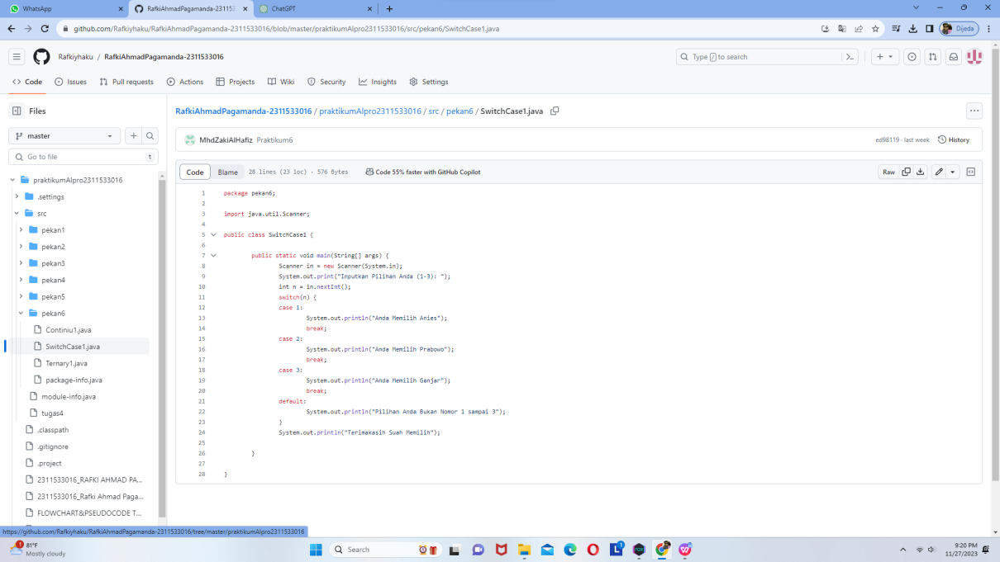 WhatsApp
RafkiAhmadPagamanda-231153
ChatGPT
github.com/Rafkiyhaku/RafkiAhmadPagamanda-2311533016/blob/master/praktikumAlpro2311533016/src/pekan6/SwitchCase1.java
Dijeda
Rafkiyhaku / RafkiAhmadPagamanda-2311533016
Type / to search
Code Issues Pull requests Actions Projects Wiki Security Insights Settings
Files
RafkiAhmadPagamanda-2311533016 / praktikumAlpro2311533016 / src / pekan6 / SwitchCase1.java
master
MhdZakiAlHafiz Praktikum6
ed98119 · last week History
Go to file t
Code Blame 28 lines (23 loc) · 576 Bytes Code 55% faster with GitHub Copilot Raw
praktikumAlpro2311533016
.settings
src
pekan1
pekan2
pekan3
pekan4
pekan5
pekan6
Continiu1.java
SwitchCase1.java
Ternary1.java
package-info.java
module-info.java
tugas4
.classpath
.gitignore
.project
2311533016_RAFKI AHMAD PA...
2311533016_Rafki Ahmad Paga...
FLOWCHART&PSEUDOCODE T...
1 package pekan6;
2
3 import java.util.Scanner;
4
5 public class SwitchCase1 {
6
7 public static void main(String[] args) {
8 Scanner in = new Scanner(System.in);
9 System.out.print("Inputkan Pilihan Anda (1-3): ");
10 int n = in.nextInt();
11 switch(n) {
12 case 1:
13 System.out.println("Anda Memilih Anies");
14 break;
15 case 2:
16 System.out.println("Anda Memilih Prabowo");
17 break;
18 case 3:
19 System.out.println("Anda Memilih Ganjar");
20 break;
21 default:
22 System.out.println("Pilihan Anda Bukan Nomor 1 sampai 3");
23 }
24 System.out.println("Terimakasih Suah Memilih");
25
26 }
27
28 }
https://github.com/Rafkiyhaku/RafkiAhmadPagamanda-2311533016/tree/master/praktikumAlpro2311533016
1
81°F
Mostly cloudy
Search
L
1
9:20 PM
11/27/2023